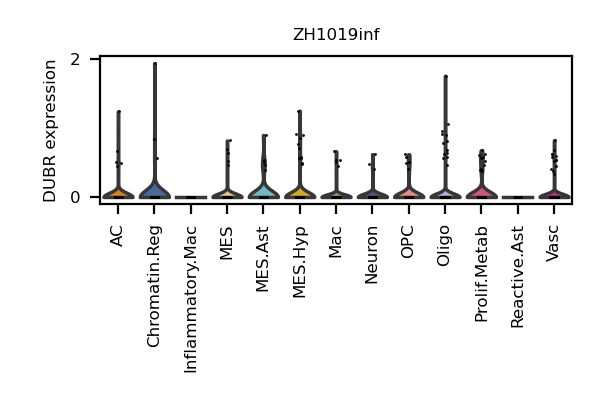 ZH1019inf
DUBR expression
2
0
AC
Chromatin.Reg
Inflammatory.Mac
MES
MES.Ast
MES.Hyp
Mac
Neuron
OPC
Oligo
Prolif.Metab
Reactive.Ast
Vasc